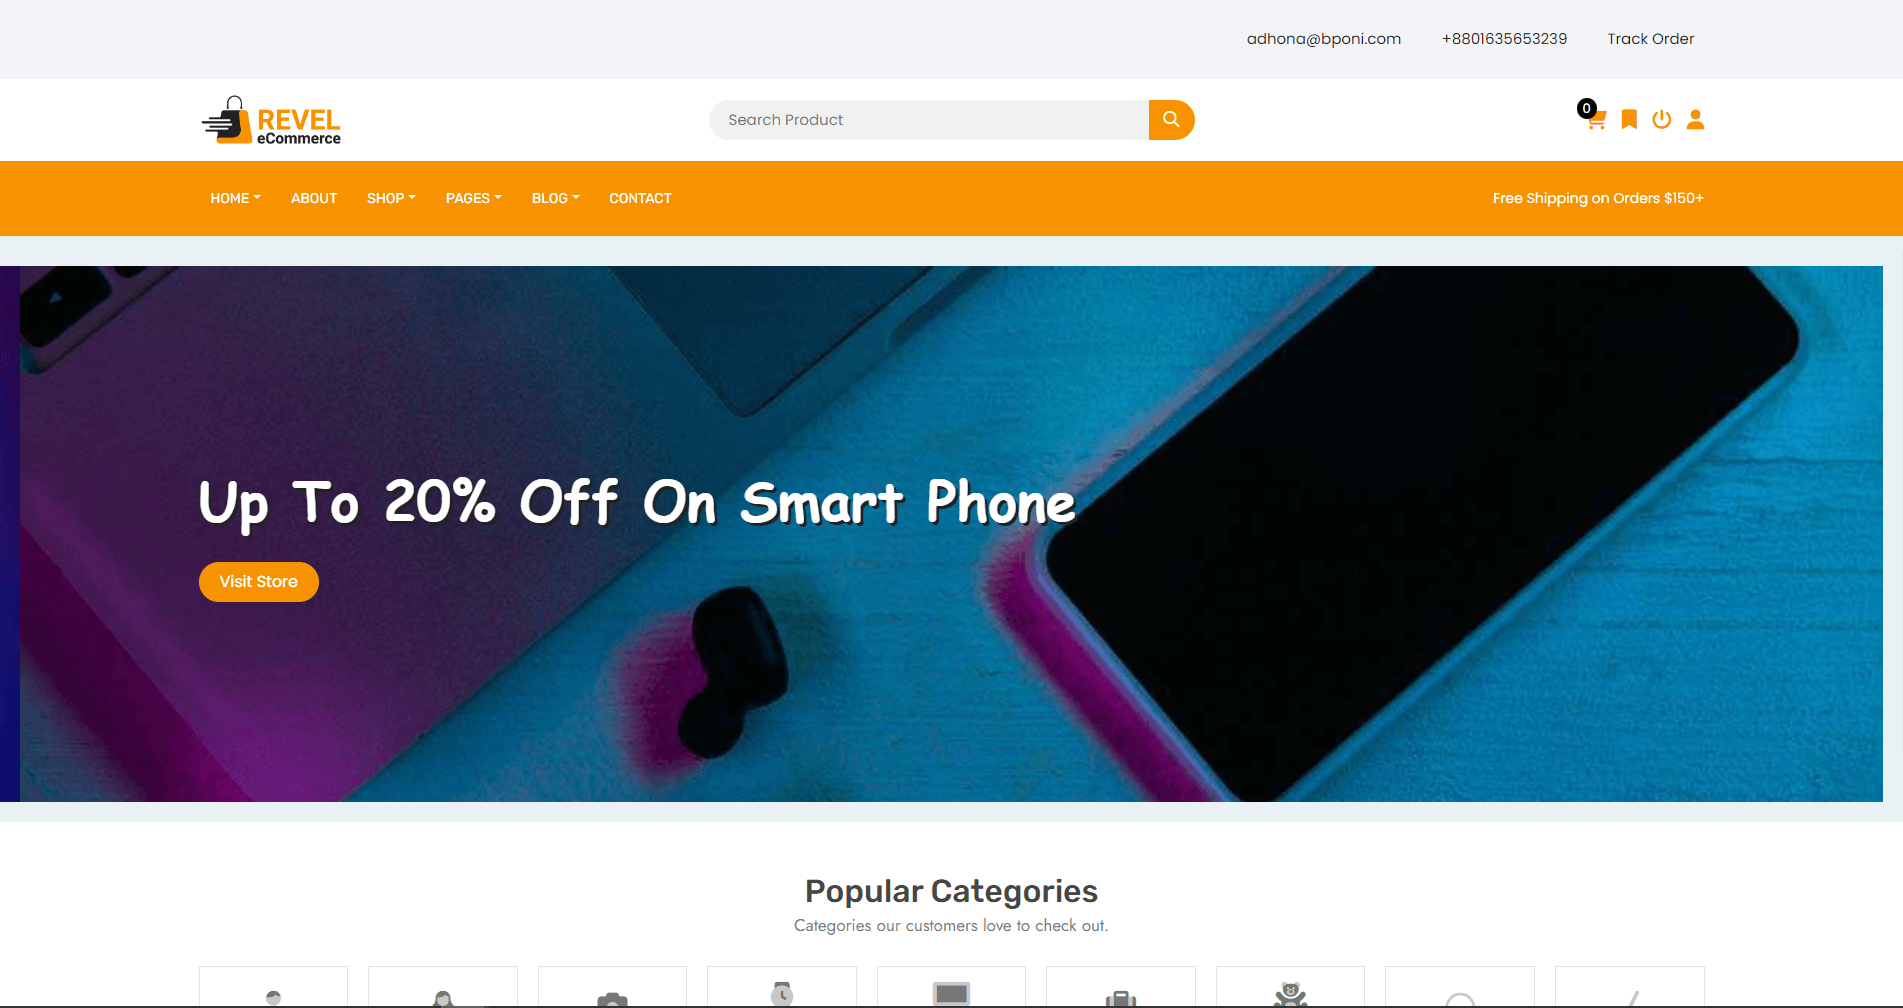 adhona@bponi.com +8801635653239 Track Order
REVEL
eCommerce
Search Product
0
HOME ABOUT SHOP PAGES BLOG CONTACT
Free Shipping on Orders $150+
Up To 20% Off On Smart Phone
Visit Store
Popular Categories
Categories our customers love to check out.